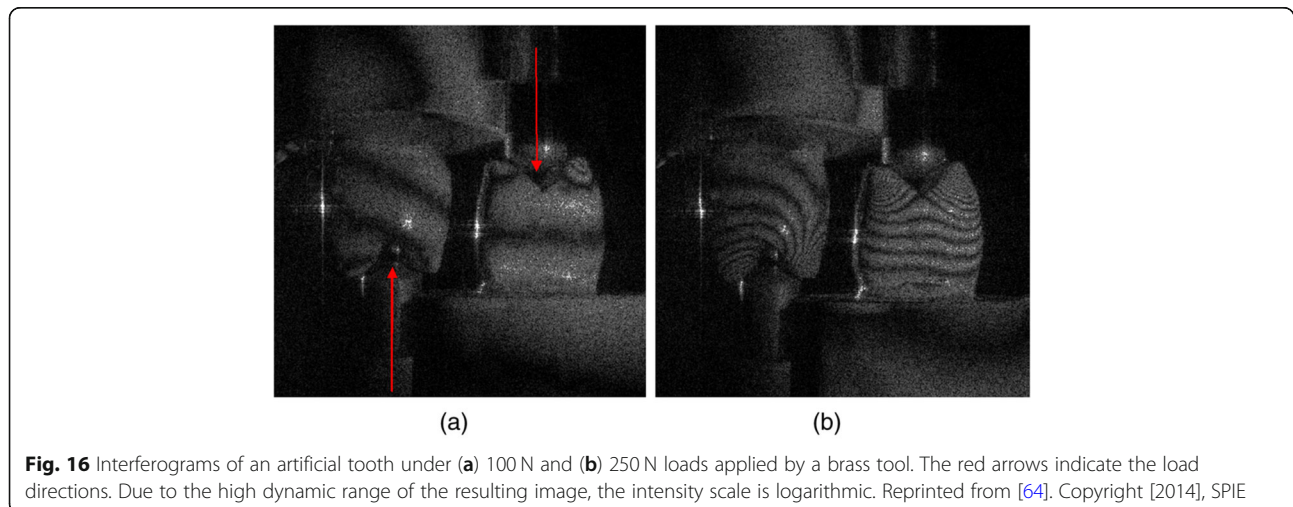 (a)
(b)
Fig. 16 Interferograms of an artificial tooth under (a) 100 N and (b) 250 N loads applied by a brass tool. The red arrows indicate the load
directions. Due to the high dynamic range of the resulting image, the intensity scale is logarithmic. Reprinted from [64]. Copyright [2014], SPIE